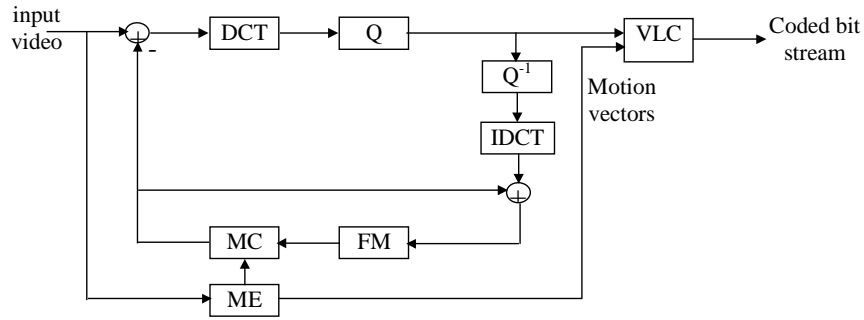 input
video
-
+
DCT
Q
VLC
Coded bit
stream
Q-1
Motion
vectors
IDCT
+
MC
FM
ME